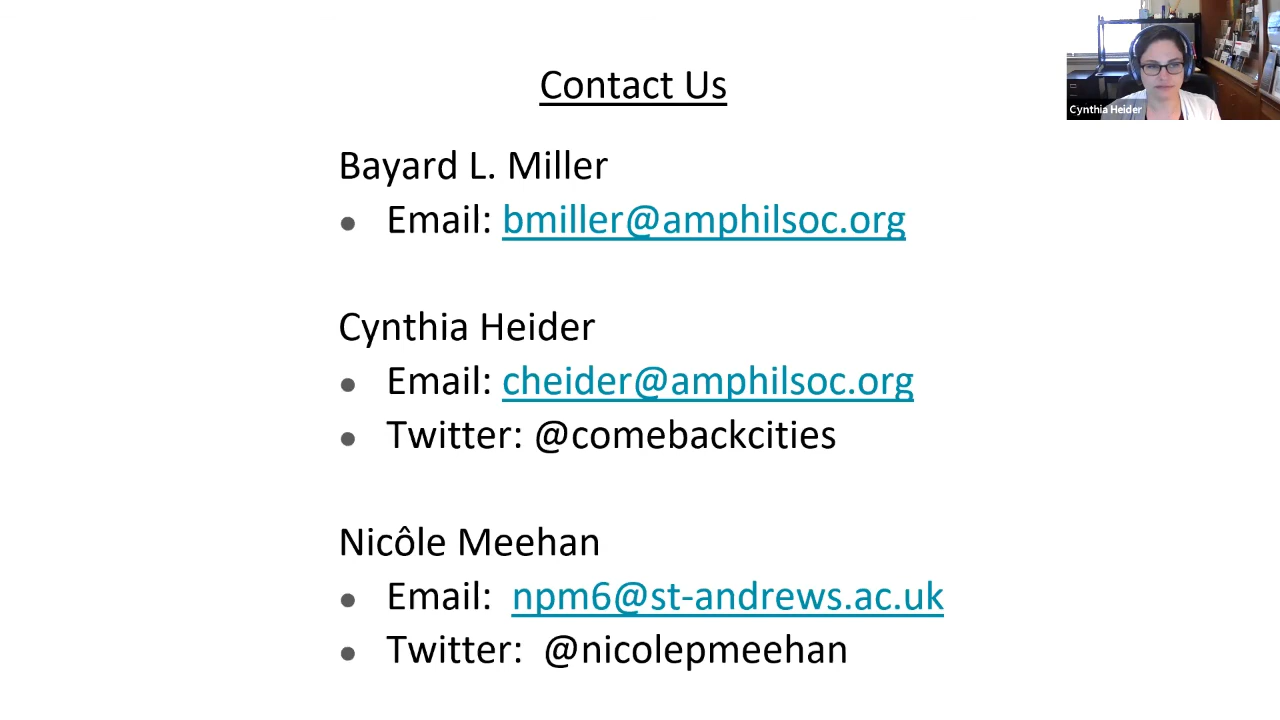 Contact Us
Cynthia Heider
Bayard L. Miller
● Email: bmiller@amphilsoc.org
Cynthia Heider
● Email: cheider@amphilsoc.org
● Twitter: @comebackcities
Nicôle Meehan
● Email: npm6@st-andrews.ac.uk
● Twitter: @nicolepmeehan